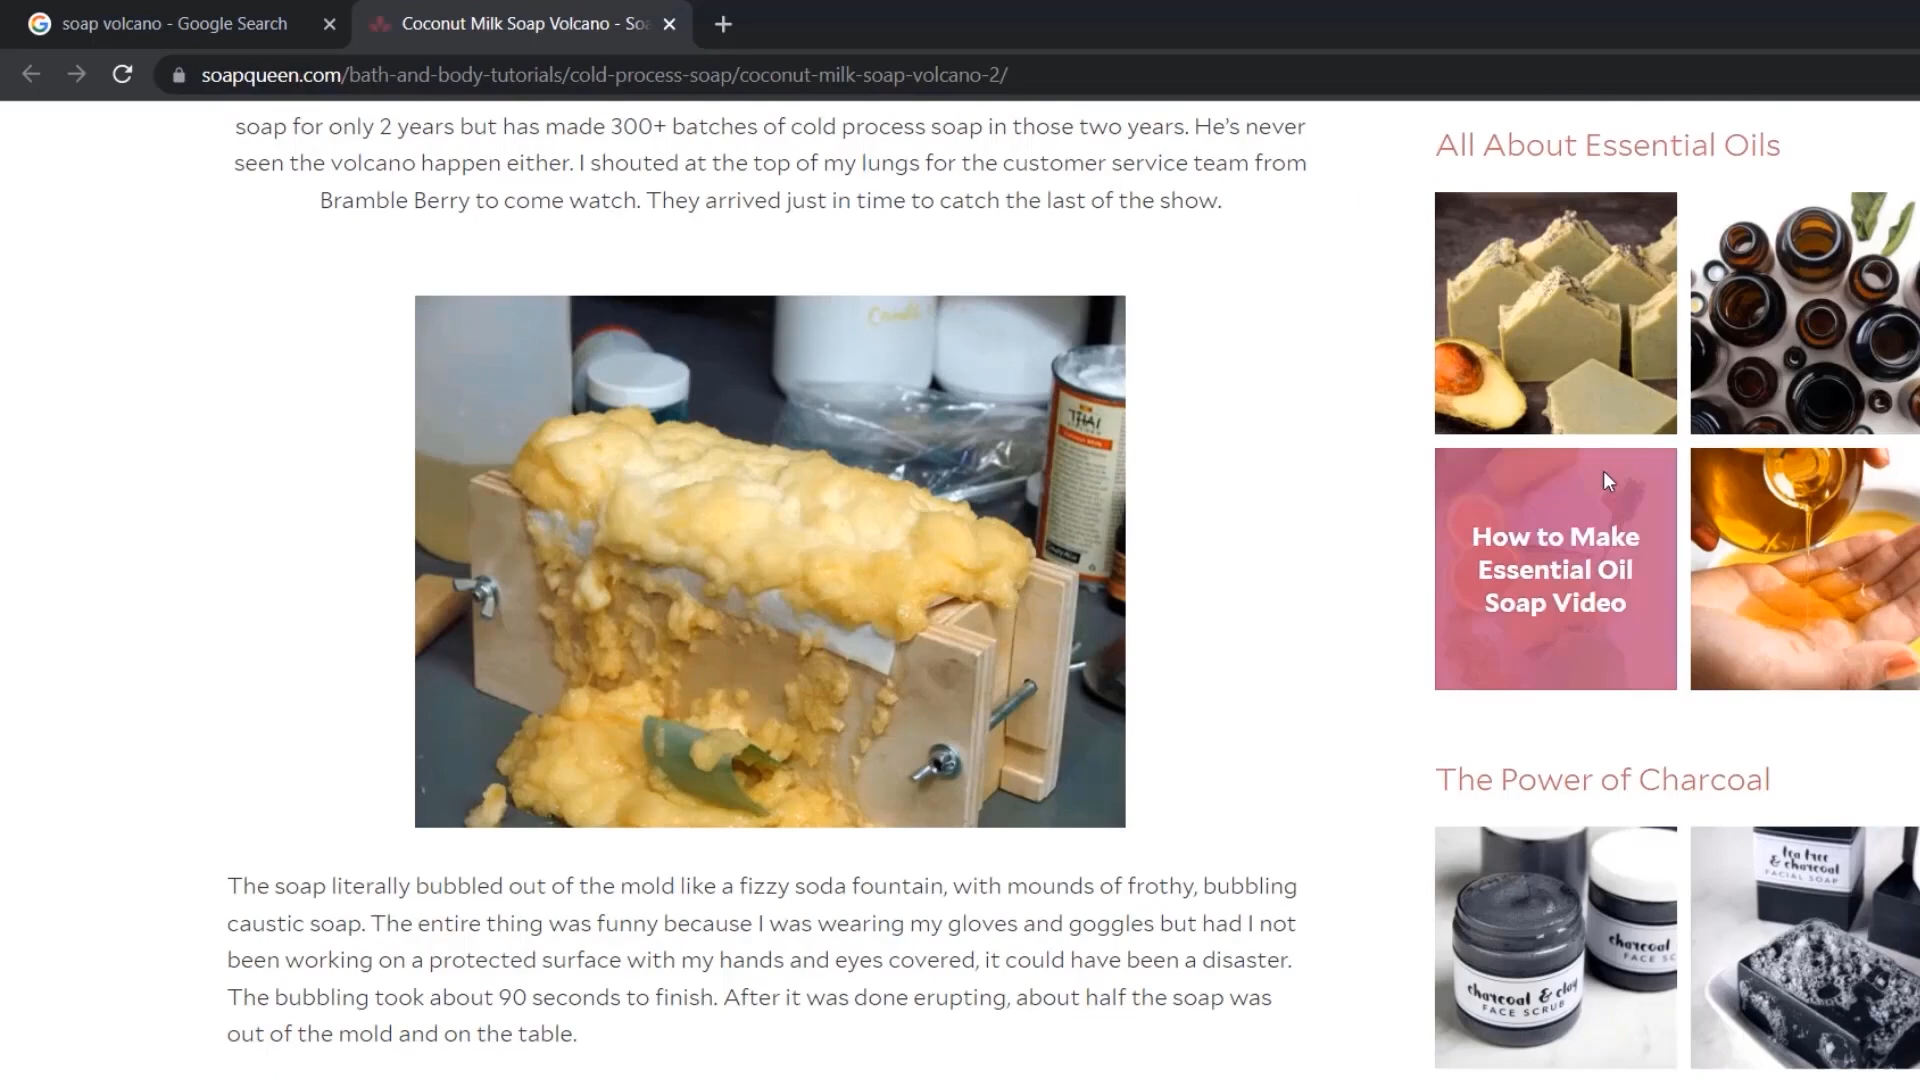 soap volcano - Google Search
Coconut Milk Soap Volcano - Soa
soapqueen.com/bath-and-body-tutorials/cold-process-soap/coconut-milk-soap-volcano-2/
soap for only 2 years but has made 300+ batches of cold process soap in those two years. He's never
seen the volcano happen either. I shouted at the top of my lungs for the customer service team from
Bramble Berry to come watch. They arrived just in time to catch the last of the show.
THAI
The soap literally bubbled out of the mold like a fizzy soda fountain, with mounds of frothy, bubbling
caustic soap. The entire thing was funny because I was wearing my gloves and goggles but had I not
been working on a protected surface with my hands and eyes covered, it could have been a disaster.
The bubbling took about 90 seconds to finish. After it was done erupting, about half the soap was
out of the mold and on the table.
All About Essential Oils
How to Make
Essential Oil
Soap Video
The Power of Charcoal
charcoal & clay
FACE SCRUB
charcoal
FACE SC
tea tree
& charcoal
FACIAL SOAP